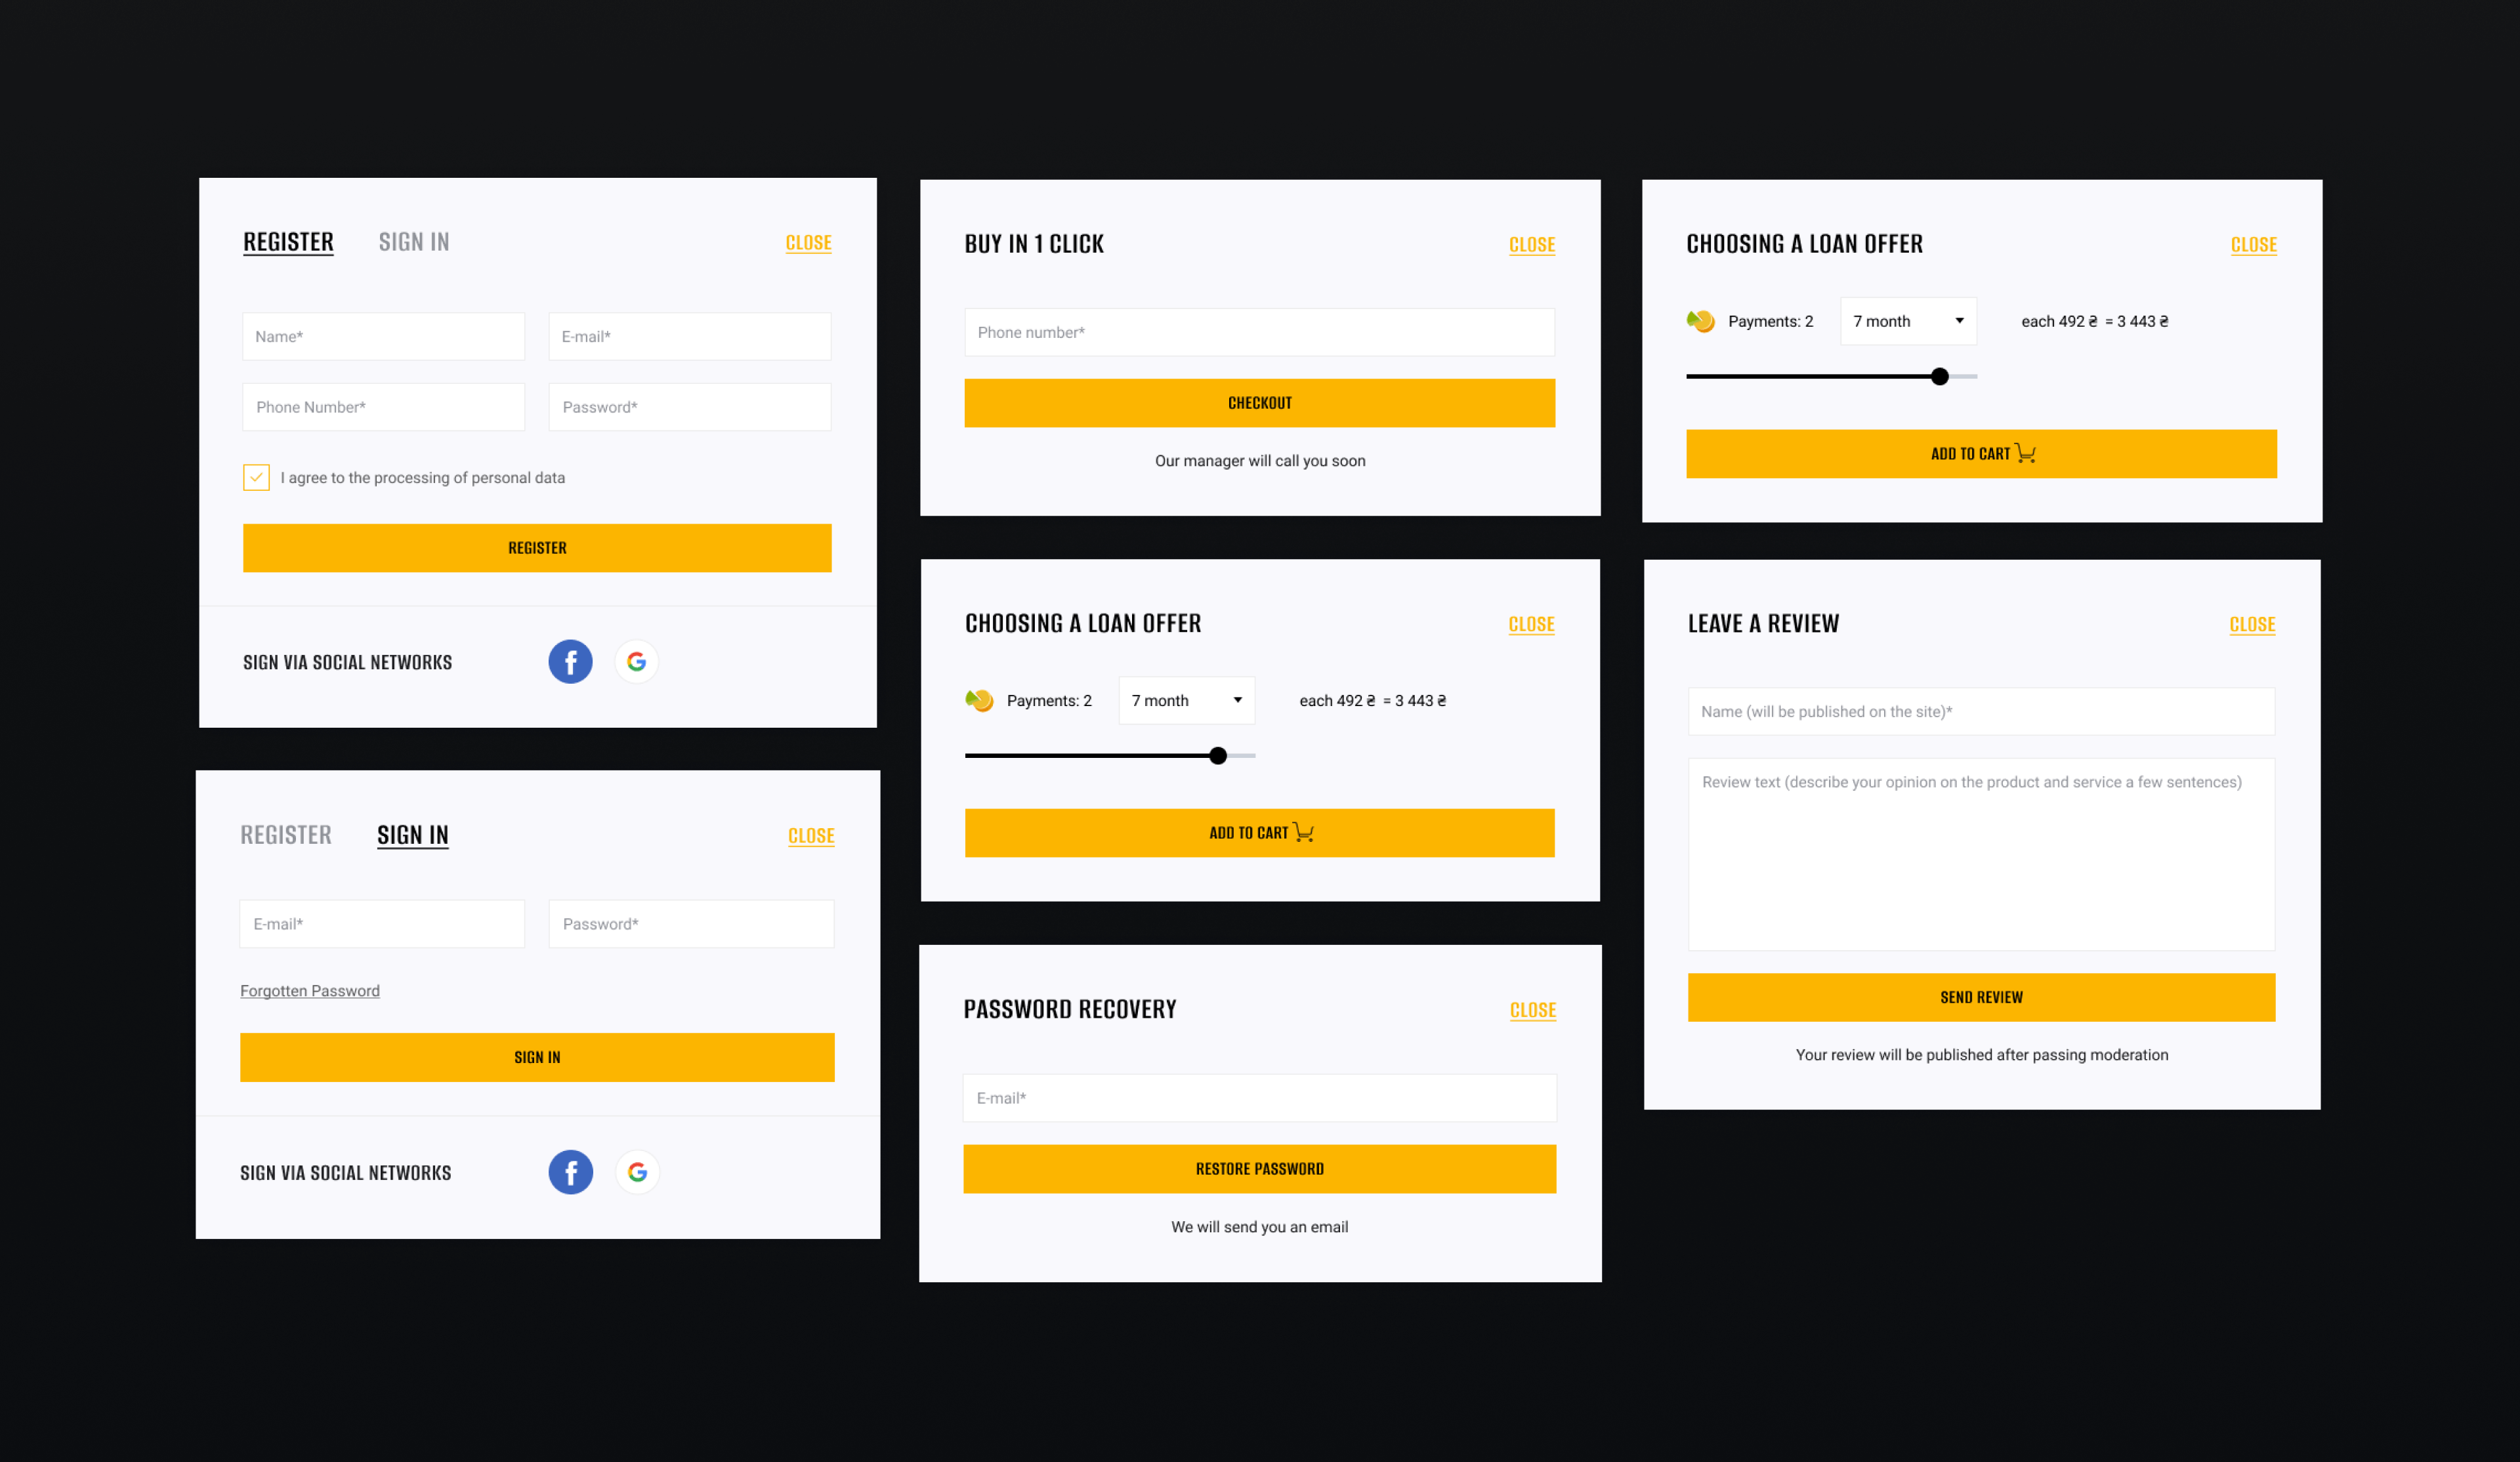 REGISTER SIGN IN CLOSE
Name* E-mail*
Phone Number* Password*
I agree to the processing of personal data
REGISTER
SIGN VIA SOCIAL NETWORKS
REGISTER SIGN IN CLOSE
E-mail* Password*
Forgotten Password
SIGN IN
SIGN VIA SOCIAL NETWORKS
BUY IN 1 CLICK CLOSE
Phone number*
CHECKOUT
Our manager will call you soon
CHOOSING A LOAN OFFER CLOSE
Payments: 2 7 month each 492 ₴ = 3 443 ₴
ADD TO CART
PASSWORD RECOVERY CLOSE
E-mail*
RESTORE PASSWORD
We will send you an email
CHOOSING A LOAN OFFER CLOSE
Payments: 2 7 month each 492 ₴ = 3 443 ₴
ADD TO CART
LEAVE A REVIEW CLOSE
Name (will be published on the site)*
Review text (describe your opinion on the product and service a few sentences)
SEND REVIEW
Your review will be published after passing moderation